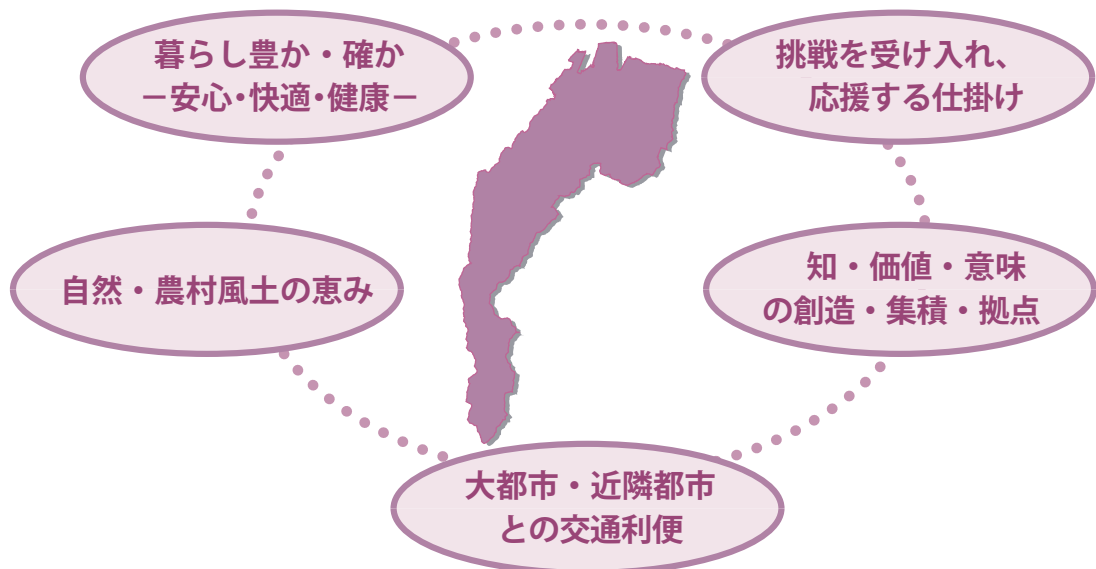 暮らし豊か・確か
－安心・快適・健康－
挑戦を受け入れ、
応援する仕掛け
自然・農村風土の恵み
知・価値・意味
の創造・集積・拠点
大都市・近隣都市
との交通利便